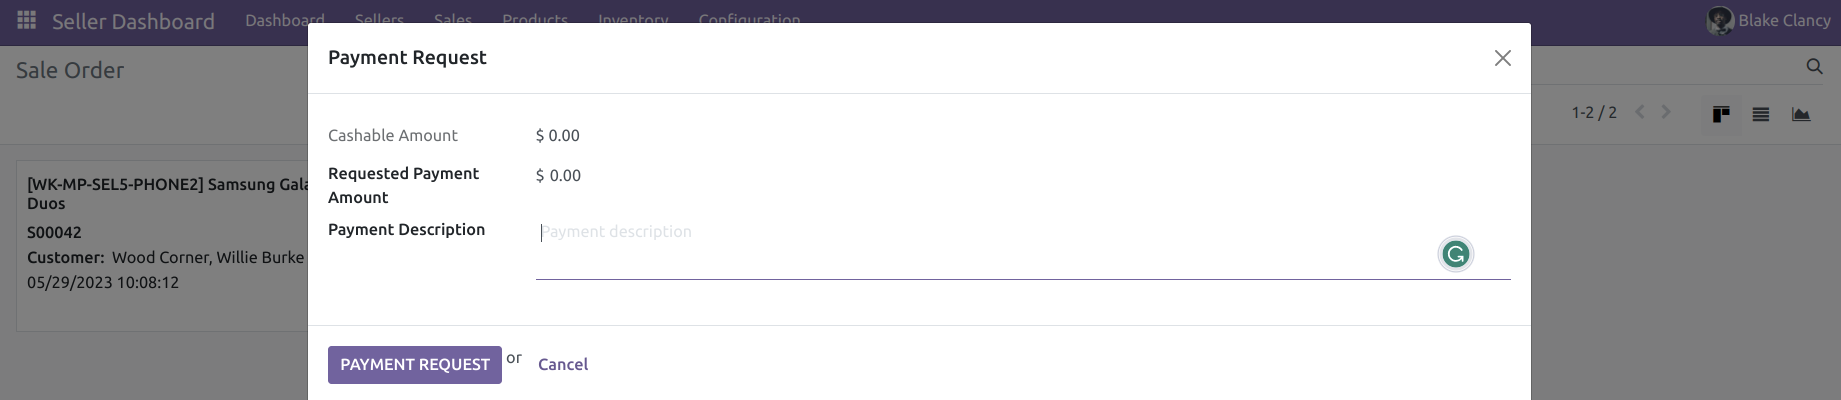 Seller Dashboard Dashboard Sellers Sales Products Inventory Configuration Blake Clancy
Payment Request
Sale Order
1-2 / 2
Cashable Amount $ 0.00
Requested Payment Amount $ 0.00
Payment Description Payment description
[WK-MP-SEL5-PHONE2] Samsung Gala
Duos
S00042
Customer: Wood Corner, Willie Burke
05/29/2023 10:08:12
PAYMENT REQUEST or Cancel